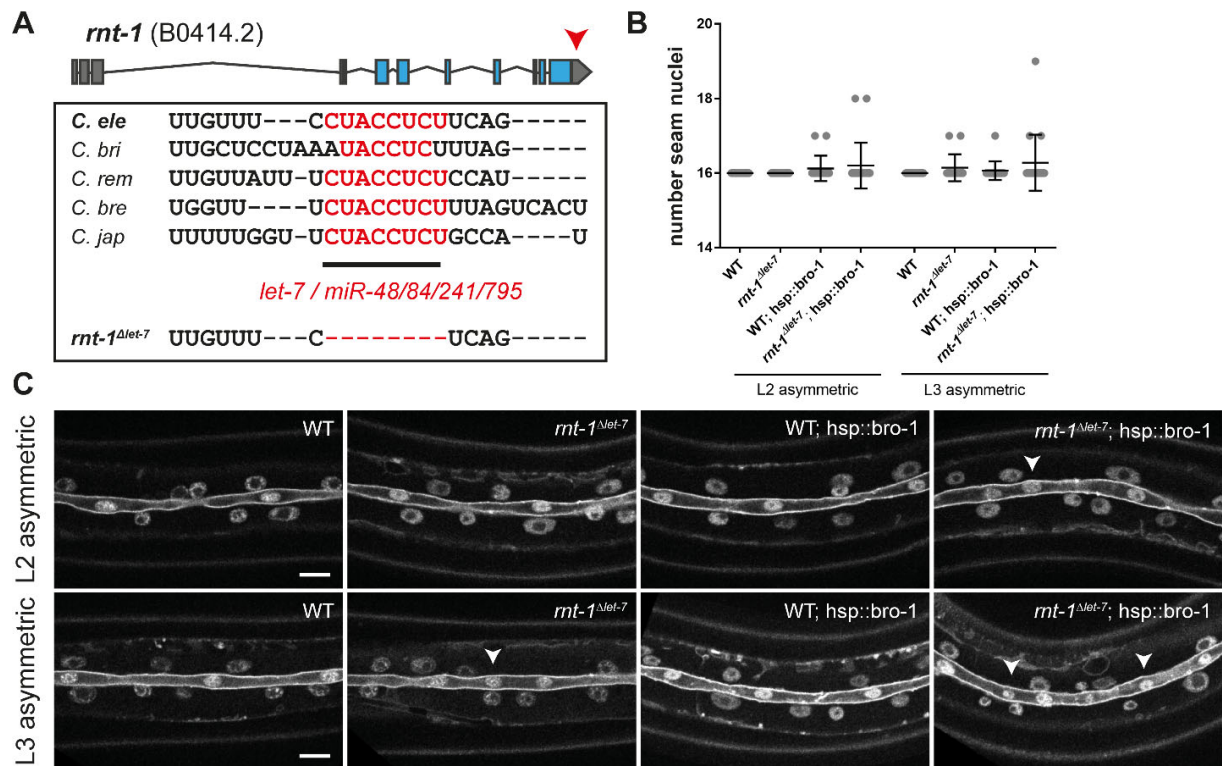 A
rnt-1 (B0414.2)
C. ele UUGUUU---CCUACCUCUUCAG-----
C. bri UUGCUCCUAAAUACCUCUUUAG-----
C. rem UUGUUAUU-UCUACCUCUCCAU-----
C. bre UGGUU----UCUACCUCUUUAGUCACU
C. jap UUUUUGGU-UCUACCUCUGCCA----U
let-7 / miR-48/84/241/795
rnt-1Δlet-7 UUGUUU---C--------UCAG-----
B
number seam nuclei
20
18
16
14
WT
rnt-1Δlet-7
WT; hsp::bro-1
rnt-1Δlet-7; hsp::bro-1
WT
rnt-1Δlet-7
WT; hsp::bro-1
rnt-1Δlet-7; hsp::bro-1
L2 asymmetric
L3 asymmetric
C
L2 asymmetric
WT
rnt-1Δlet-7
WT; hsp::bro-1
rnt-1Δlet-7; hsp::bro-1
L3 asymmetric
WT
rnt-1Δlet-7
WT; hsp::bro-1
rnt-1Δlet-7; hsp::bro-1